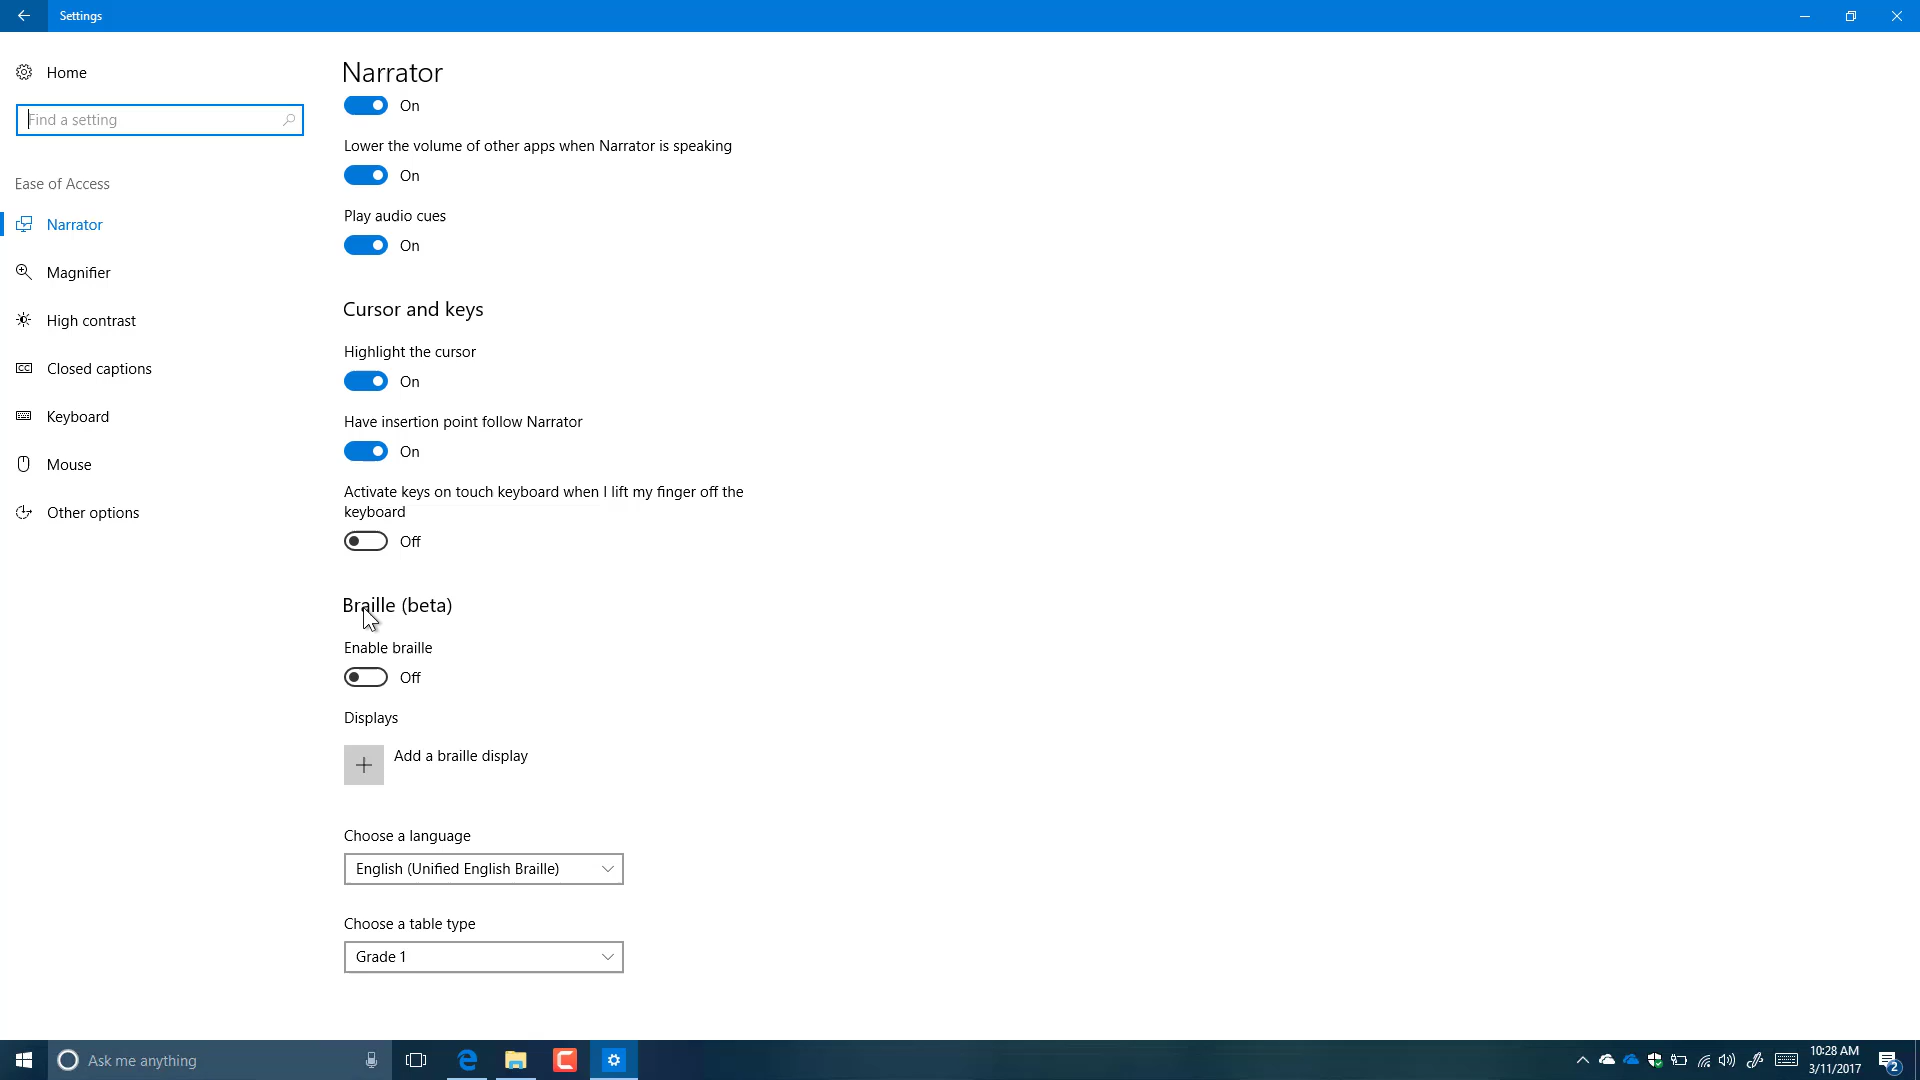 Settings
Home
Find a setting
Ease of Access
Narrator
Magnifier
High contrast
CC Closed captions
Keyboard
Mouse
Other options
Narrator
On
Lower the volume of other apps when Narrator is speaking
On
Play audio cues
On
Cursor and keys
Highlight the cursor
On
Have insertion point follow Narrator
On
Activate keys on touch keyboard when I lift my finger off the
keyboard
Off
Braille (beta)
Enable braille
Off
Displays
Add a braille display
Choose a language
English (Unified English Braille)
Choose a table type
Grade 1
Ask me anything
10:28 AM
3/11/2017
2